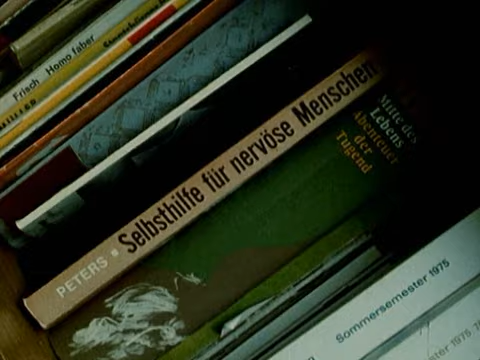 Frisch Homo faber
PETERS • Selbsthilfe für nervöse Menschen
Mitte des
Lebens
Abenteuer
der
Tugend
Sommersemester 1975